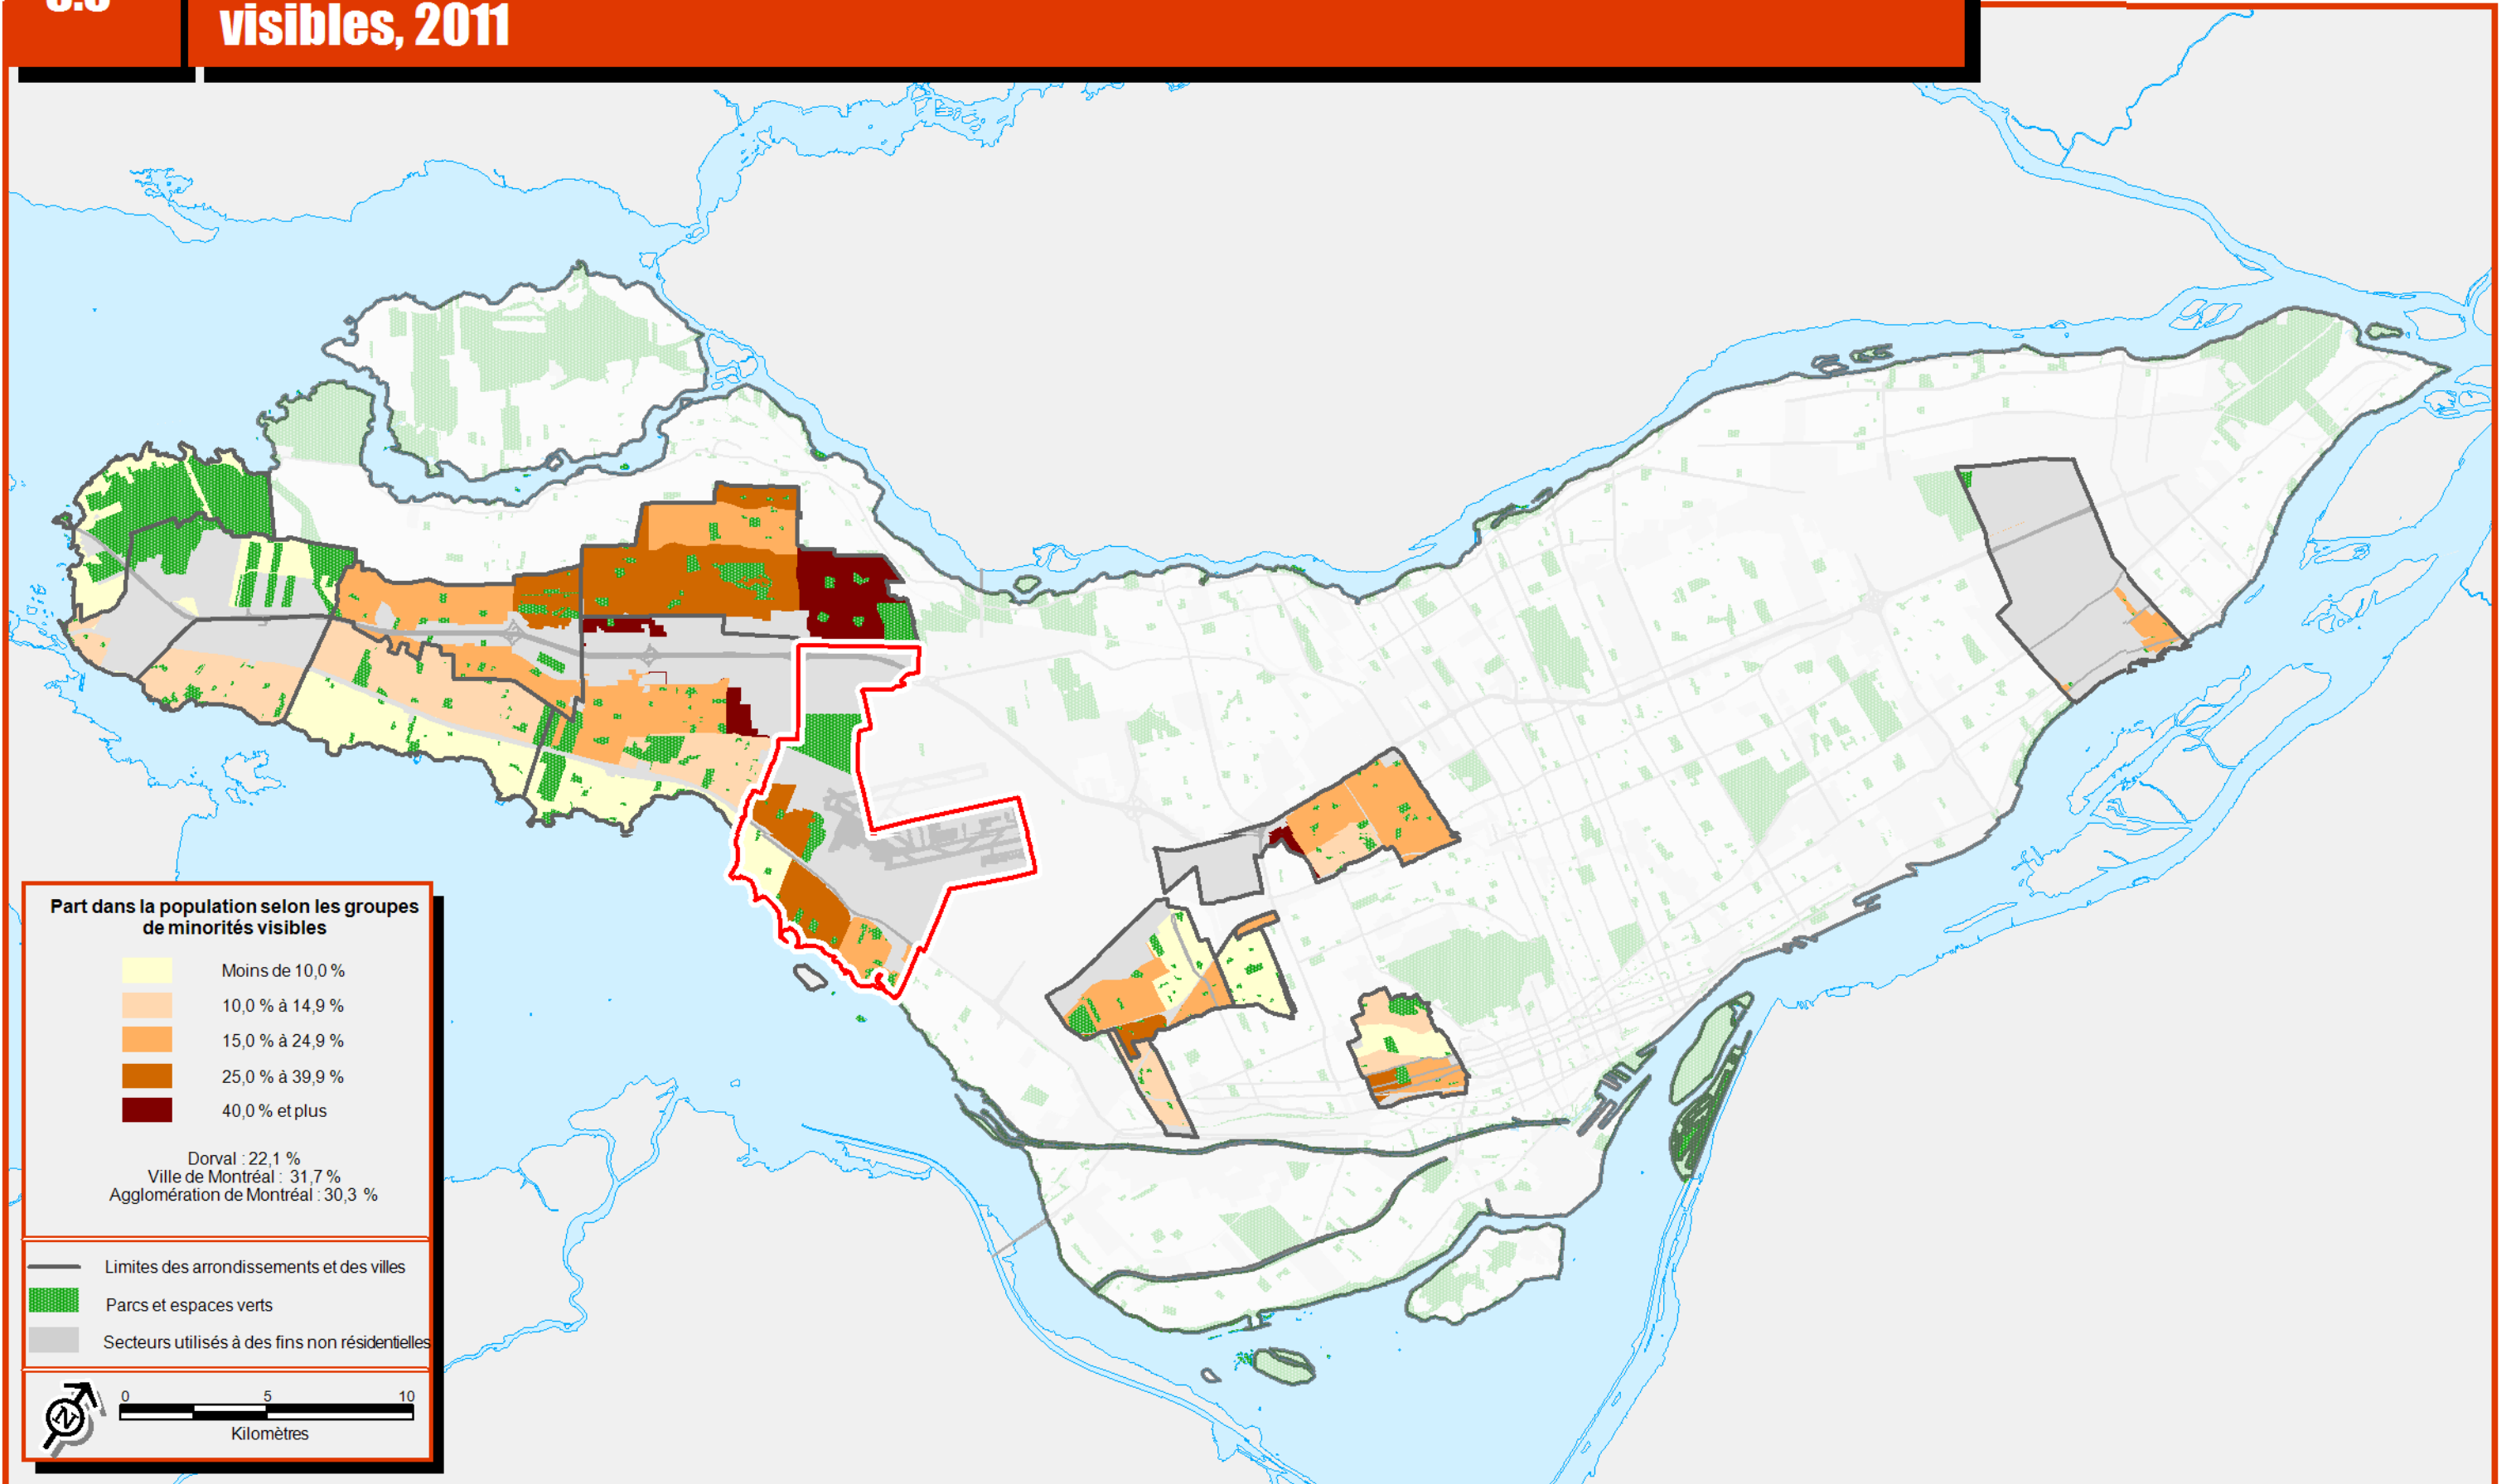 visibles, 2011
Part dans la population selon les groupes
de minorités visibles
Moins de 10,0 %
10,0 % à 14,9 %
15,0 % à 24,9 %
25,0 % à 39,9 %
40,0 % et plus
Dorval : 22,1 %
Ville de Montréal : 31,7 %
Agglomération de Montréal : 30,3 %
Limites des arrondissements et des villes
Parcs et espaces verts
Secteurs utilisés à des fins non résidentielles
0 5 10
Kilomètres
N